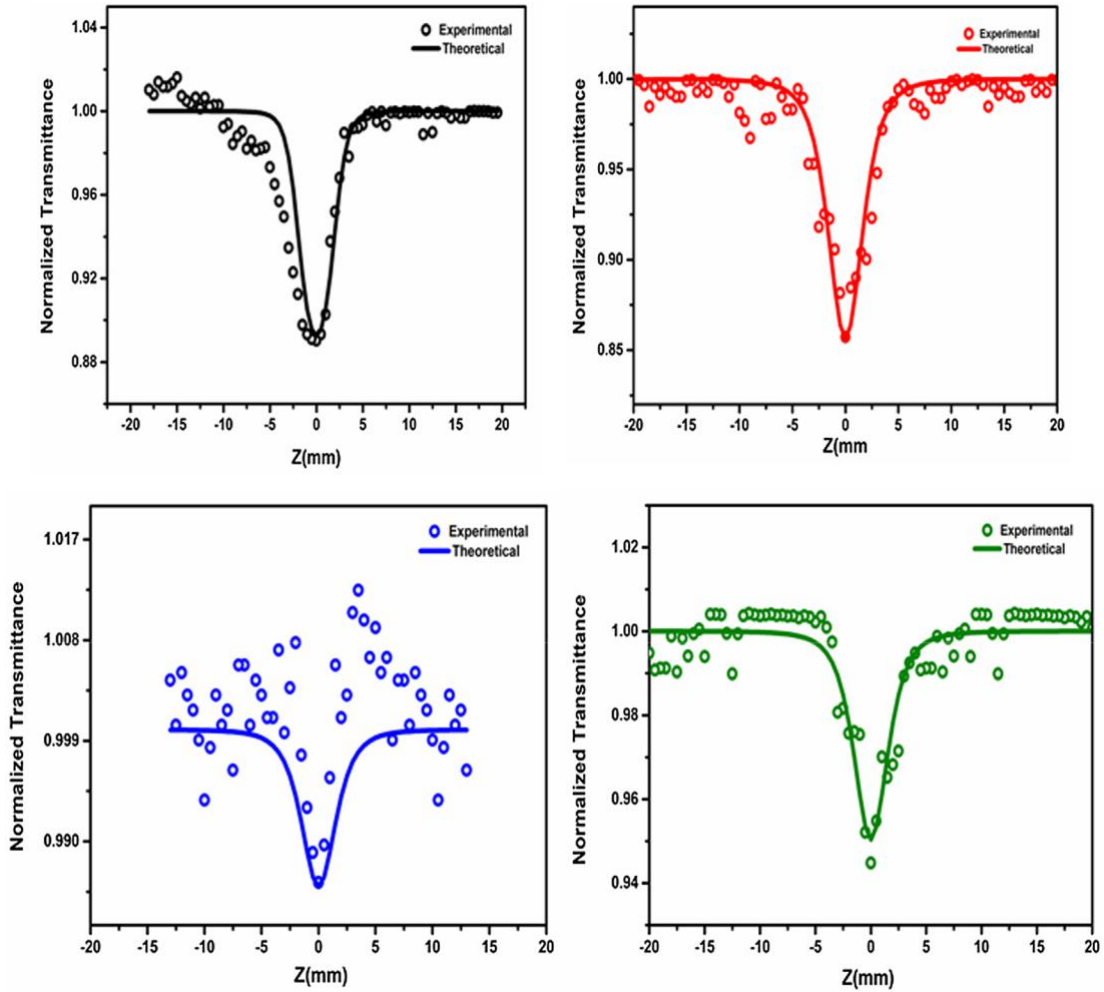 1.04
1.00
0.96
0.92
0.88
Normalized Transmittance
Experimental
Theoretical
-20 -15 -10 -5 0 5 10 15 20
Z(mm)
1.00
0.95
0.90
0.85
Normalized Transmittance
Experimental
Theoretical
-20 -15 -10 -5 0 5 10 15 20
Z(mm
1.017
1.008
0.999
0.990
Normalized Transmittance
Experimental
Theoretical
-20 -15 -10 -5 0 5 10 15 20
Z(mm)
1.02
1.00
0.98
0.96
0.94
Normalized Transmittance
Experimental
Theoretical
-20 -15 -10 -5 0 5 10 15 20
Z(mm)